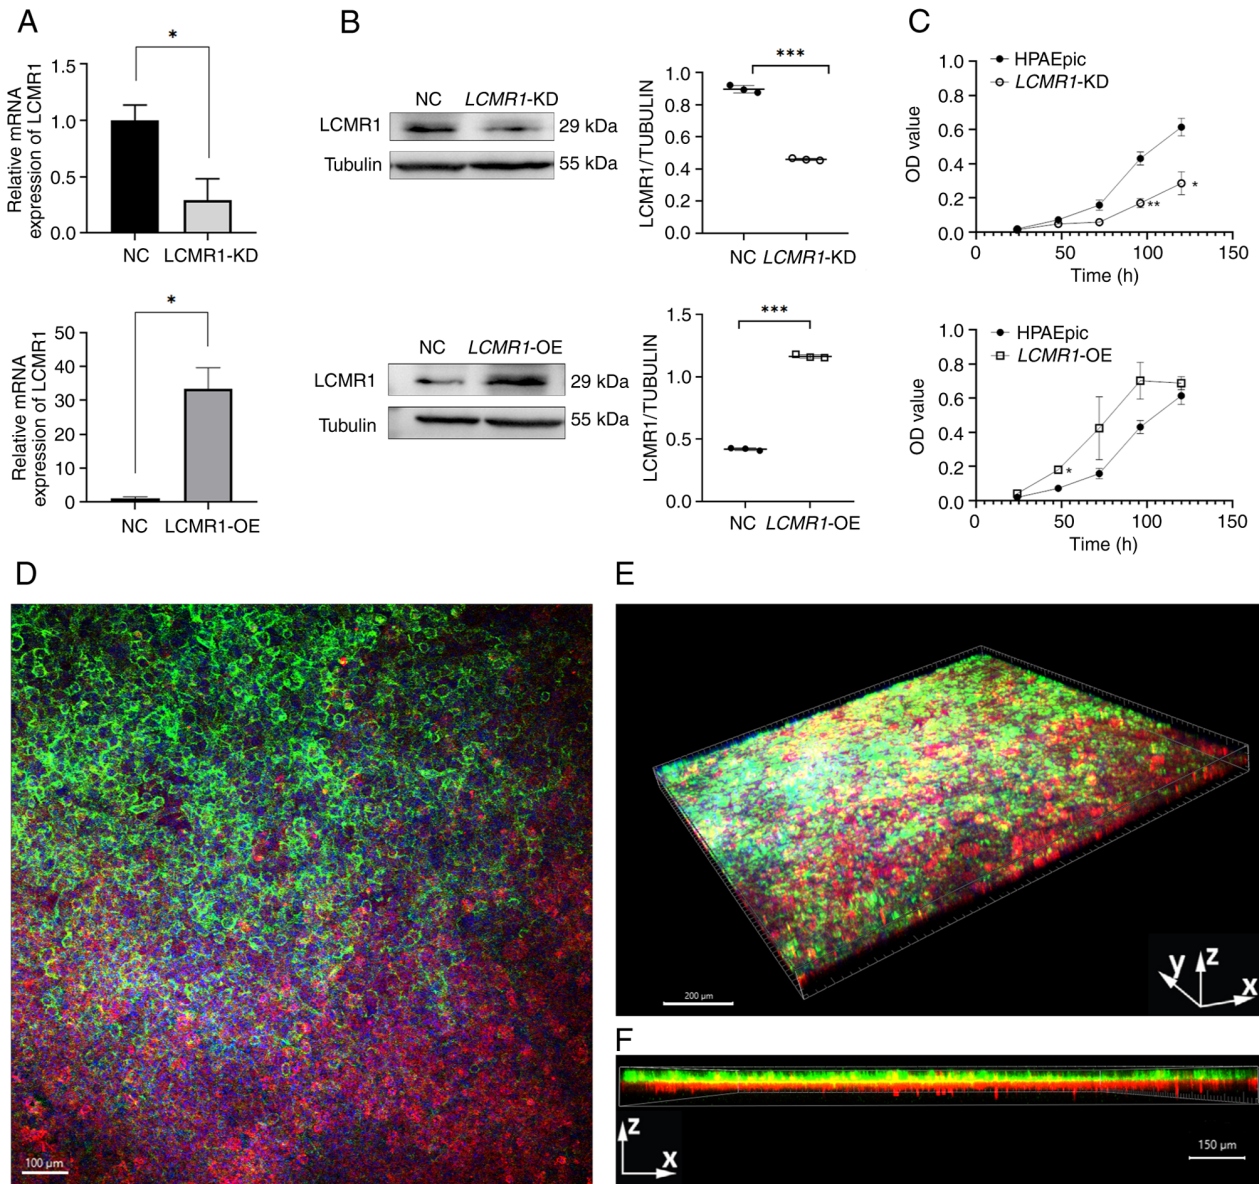 A
Relative mRNA
expression of LCMR1
1.5
1.0
0.5
0.0
*
NC
LCMR1-KD
Relative mRNA
expression of LCMR1
50
40
30
20
10
0
*
NC
LCMR1-OE
B
NC
LCMR1-KD
LCMR1
29 kDa
Tubulin
55 kDa
LCMR1/TUBULIN
1.0
0.8
0.6
0.4
0.2
0.0
***
NC
LCMR1-KD
NC
LCMR1-OE
LCMR1
29 kDa
Tubulin
55 kDa
LCMR1/TUBULIN
1.5
1.0
0.5
0.0
***
NC
LCMR1-OE
C
OD value
1.0
0.8
0.6
0.4
0.2
0.0
HPAEpic
LCMR1-KD
**
*
0
50
100
150
Time (h)
OD value
1.0
0.8
0.6
0.4
0.2
0.0
HPAEpic
LCMR1-OE
*
0
50
100
150
Time (h)
D
100 µm
E
200 µm
y
z
x
F
z
x
150 µm